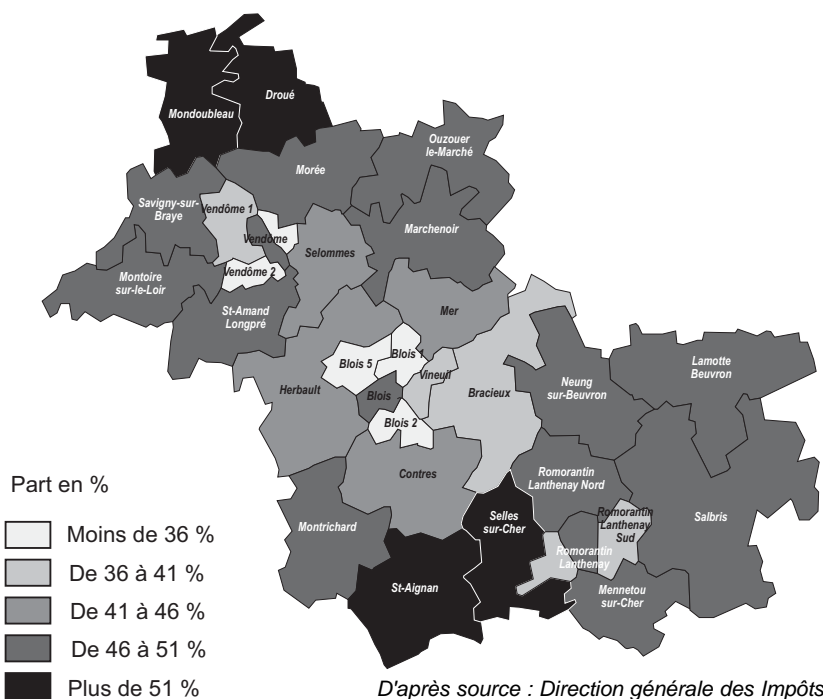 Mondoubleau
Droué
Ouzouer
le-Marché
Morée
Savigny-sur-
Braye
Vendôme 1
Vendôme
Marchenoir
Selommes
Vendôme 2
Montoire
sur-le-Loir
St-Amand
Longpré
Mer
Blois 1
Blois 5
Vineuil
Lamotte
Beuvron
Herbault
Blois
Bracieux
Neung
sur-Beuvron
Blois 2
Contres
Romorantin
Lanthenay Nord
Montrichard
Selles
sur-Cher
Romorantin
Lanthenay
Sud
Salbris
Romorantin
Lanthenay
St-Aignan
Mennetou
sur-Cher
Part en %
Moins de 36 %
De 36 à 41 %
De 41 à 46 %
De 46 à 51 %
Plus de 51 %
D'après source : Direction générale des Impôts